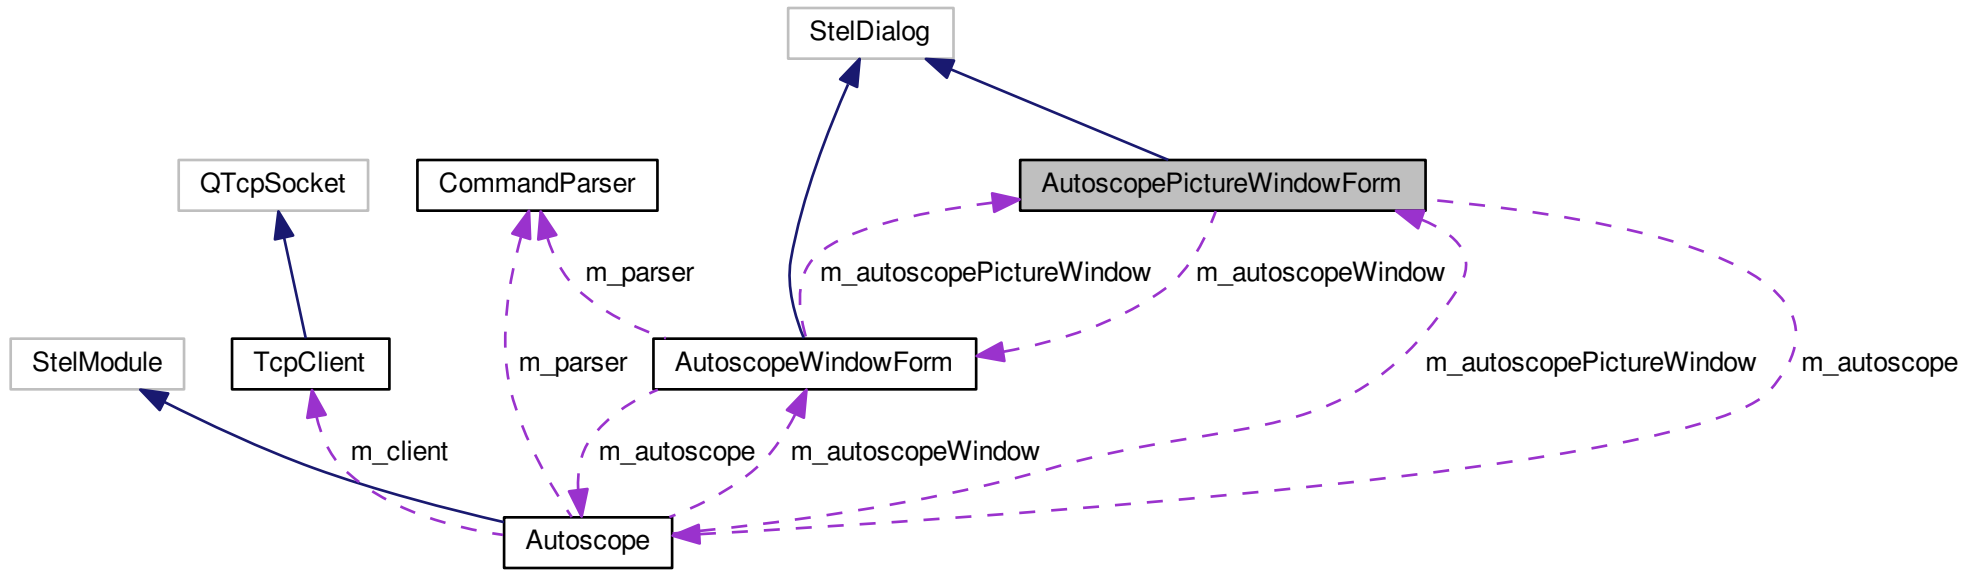 StelDialog
QTcpSocket
CommandParser
AutoscopePictureWindowForm
m_parser
m_autoscopePictureWindow
m_autoscopeWindow
StelModule
TcpClient
m_parser
AutoscopeWindowForm
m_autoscopePictureWindow
m_autoscope
m_client
m_autoscope
m_autoscopeWindow
Autoscope